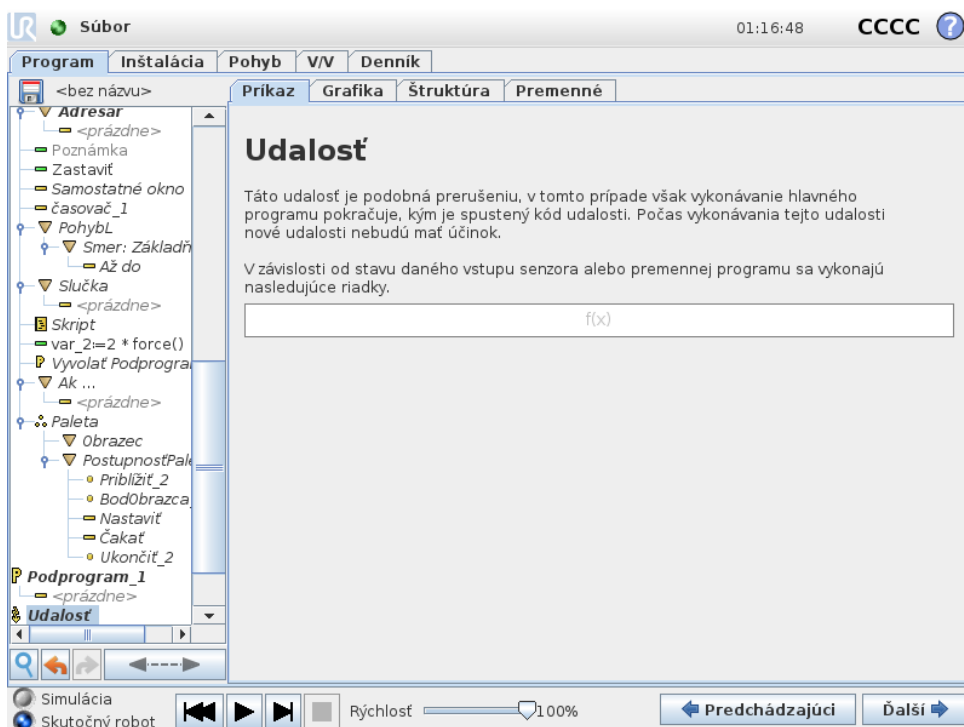 Súbor
01:16:48
CCCC
?
Program
Inštalácia
Pohyb
V/V
Denník
<bez názvu>
Príkaz
Grafika
Štruktúra
Premenné
Adresár
<prázdne>
Poznámka
Zastaviť
Samostatné okno
časovač_1
PohybL
Smer: Základň
Až do
Slučka
<prázdne>
Skript
var_2:=2 * force()
Vyvolať Podprogra
Ak ...
<prázdne>
Paleta
Obrazec
PostupnosťPale
Priblížiť_2
BodObrazca
Nastaviť
Čakať
Ukončiť_2
Podprogram_1
<prázdne>
Udalosť
Udalosť
Táto udalosť je podobná prerušeniu, v tomto prípade však vykonávanie hlavného
programu pokračuje, kým je spustený kód udalosti. Počas vykonávania tejto udalosti
nové udalosti nebudú mať účinok.
V závislosti od stavu daného vstupu senzora alebo premennej programu sa vykonajú
nasledujúce riadky.
f(x)
Simulácia
Skutočný robot
Rýchlosť
100%
Predchádzajúci
Ďalší